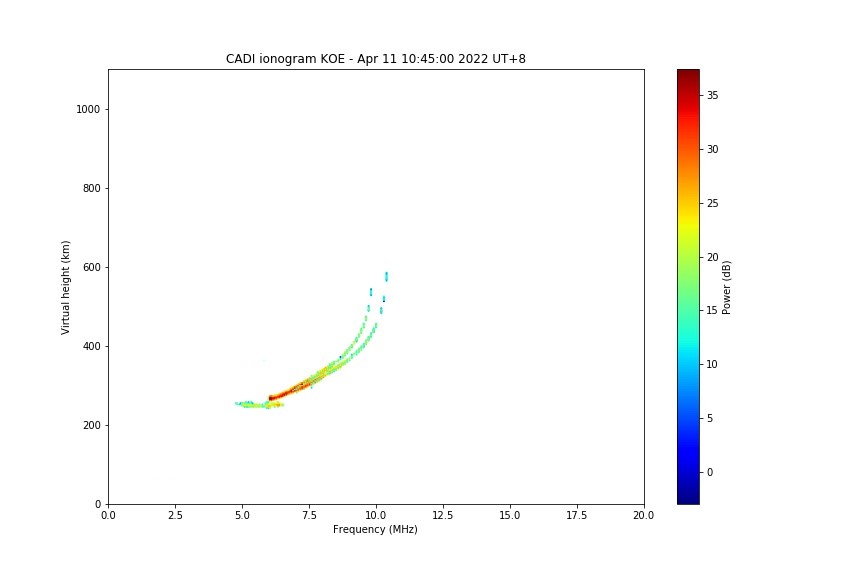 CADI ionogram KOE - Apr 11 10:45:00 2022 UT+8
1000
800
600
400
200
0
Virtual height (km)
0.0 2.5 5.0 7.5 10.0 12.5 15.0 17.5 20.0
Frequency (MHz)
35
30
25
20
15
10
5
0
Power (dB)